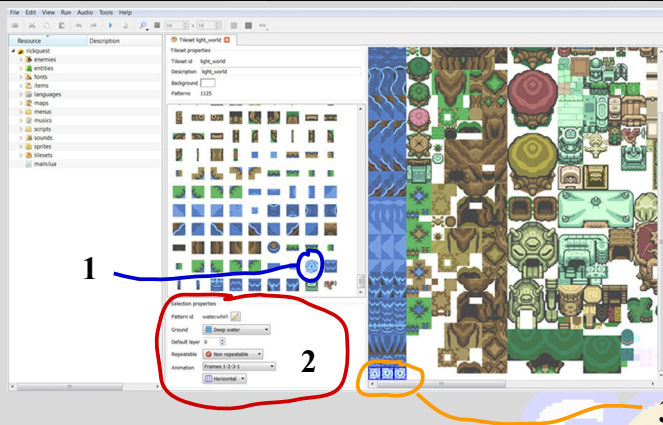 File Edit View Run Audio Tools Help
16 x 16
Resource Description
Tileset light_world
rickquest
enemies
entities
fonts
items
languages
maps
menus
musics
scripts
sounds
sprites
tilesets
main.lua
Tileset properties
Tileset id light_world
Description light_world
Background
Patterns 1125
1
Selection properties
Pattern id
Ground Deep water
Default layer 0
Repeatable Non repeatable
Animation Frames 1-2-3-1
Horizontal
2
3